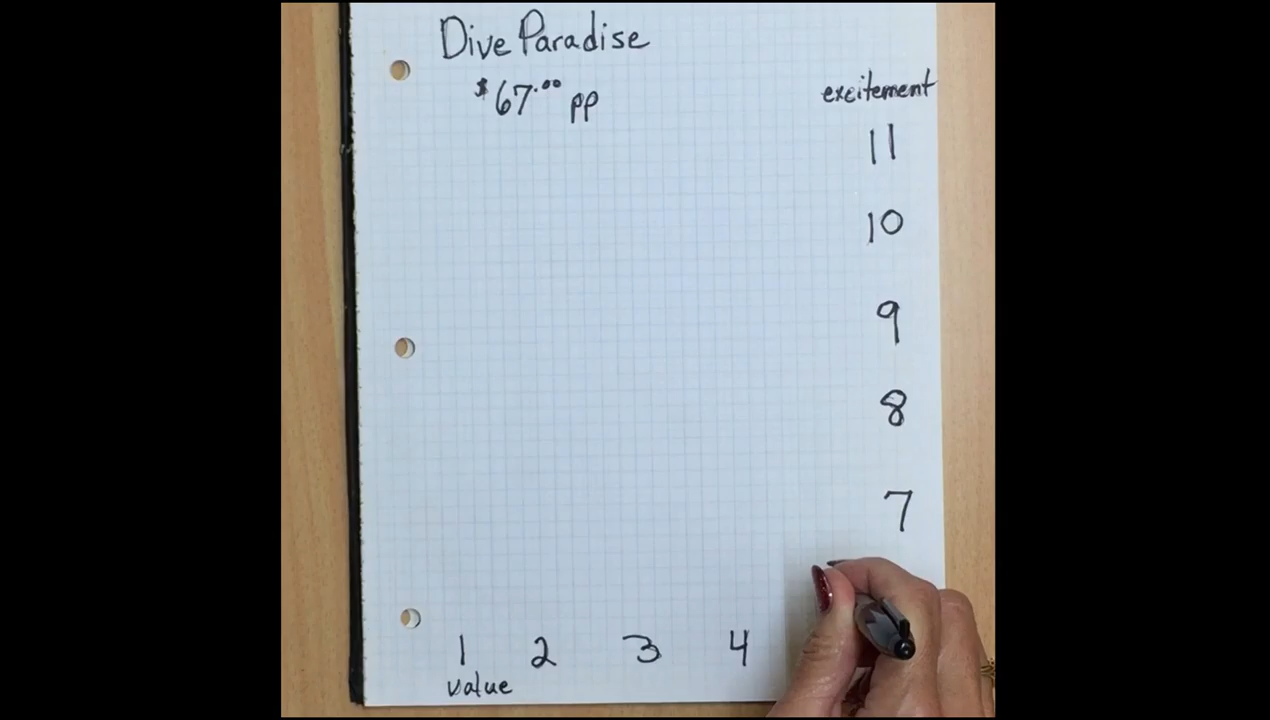 Dive Paradise
$67.00 pp
excitement
11
10
9
8
7
1 2 3 4
value